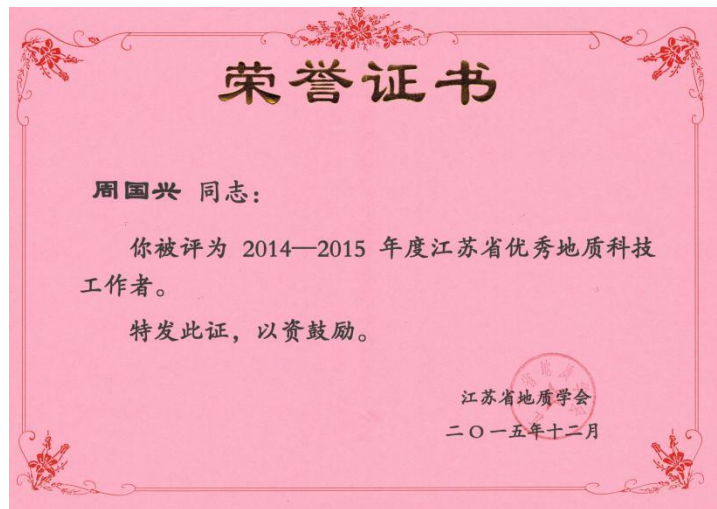 荣誉证书
周国兴 同志：
你被评为 2014—2015 年度江苏省优秀地质科技
工作者。
特发此证，以资鼓励。
江苏省地质学会
二〇一五年十二月